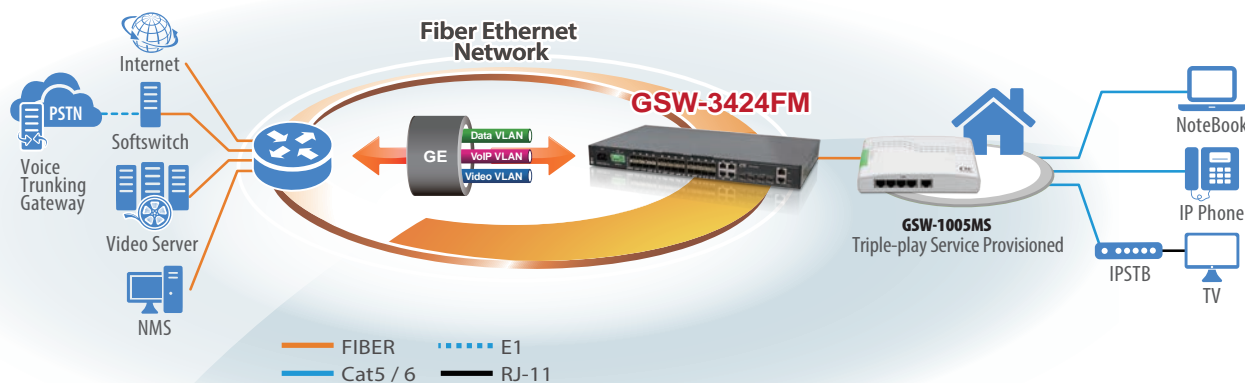 Fiber Ethernet
Network
Internet
PSTN
Softswitch
Voice
Trunking
Gateway
Video Server
NMS
GE
Data VLAN
VoIP VLAN
Video VLAN
GSW-3424FM
GSW-1005MS
Triple-play Service Provisioned
NoteBook
IP Phone
IPSTB
TV
FIBER
E1
Cat5 / 6
RJ-11